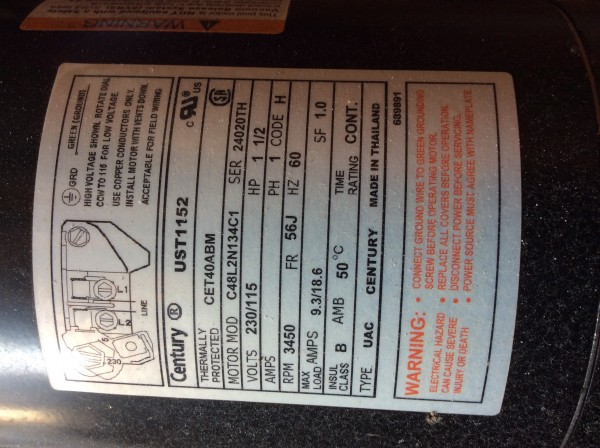 WARNING
GRD GREEN (GROUND)
HIGH VOLTAGE SHOWN, ROTATE DIAL
CCW TO 115 FOR LOW VOLTAGE.
USE COPPER CONDUCTORS ONLY.
INSTALL MOTOR WITH VENTS DOWN.
ACCEPTABLE FOR FIELD WIRING
L1
L2
LINE
230
Century ® UST1152
C US
SA
THERMALLY
PROTECTED CET40ABM
MOTOR MOD C48L2N134C1 SER 24020TH
VOLTS 230/115 HP 1 1/2
AMPS PH 1 CODE H
RPM 3450 FR 56J HZ 60
MAX
LOAD AMPS 9.3/18.6 SF 1.0
INSUL
CLASS B AMB 50 °C TIME
RATING CONT.
TYPE UAC CENTURY MADE IN THAILAND
689891
WARNING:
ELECTRICAL HAZARD
CAN CAUSE SEVERE
INJURY OR DEATH
• CONNECT GROUND WIRE TO GREEN GROUNDING
SCREW BEFORE OPERATING MOTOR.
• REPLACE ALL COVERS BEFORE OPERATION.
• DISCONNECT POWER BEFORE SERVICING.
• POWER SOURCE MUST AGREE WITH NAMEPLATE